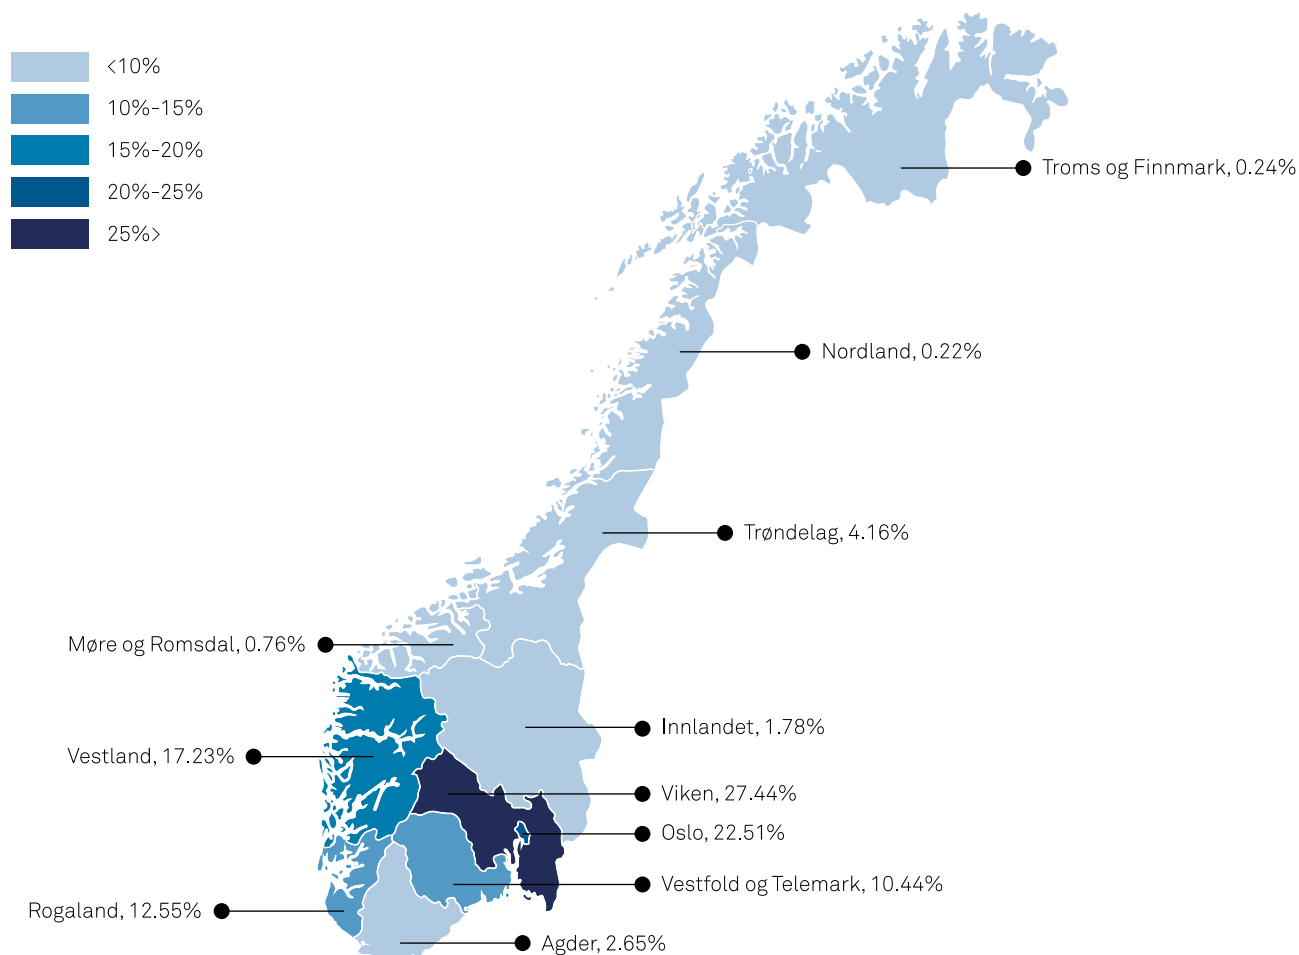 <10%
10%-15%
15%-20%
20%-25%
25%>
Troms og Finnmark, 0.24%
Nordland, 0.22%
Trøndelag, 4.16%
Møre og Romsdal, 0.76%
Innlandet, 1.78%
Vestland, 17.23%
Viken, 27.44%
Oslo, 22.51%
Vestfold og Telemark, 10.44%
Rogaland, 12.55%
Agder, 2.65%